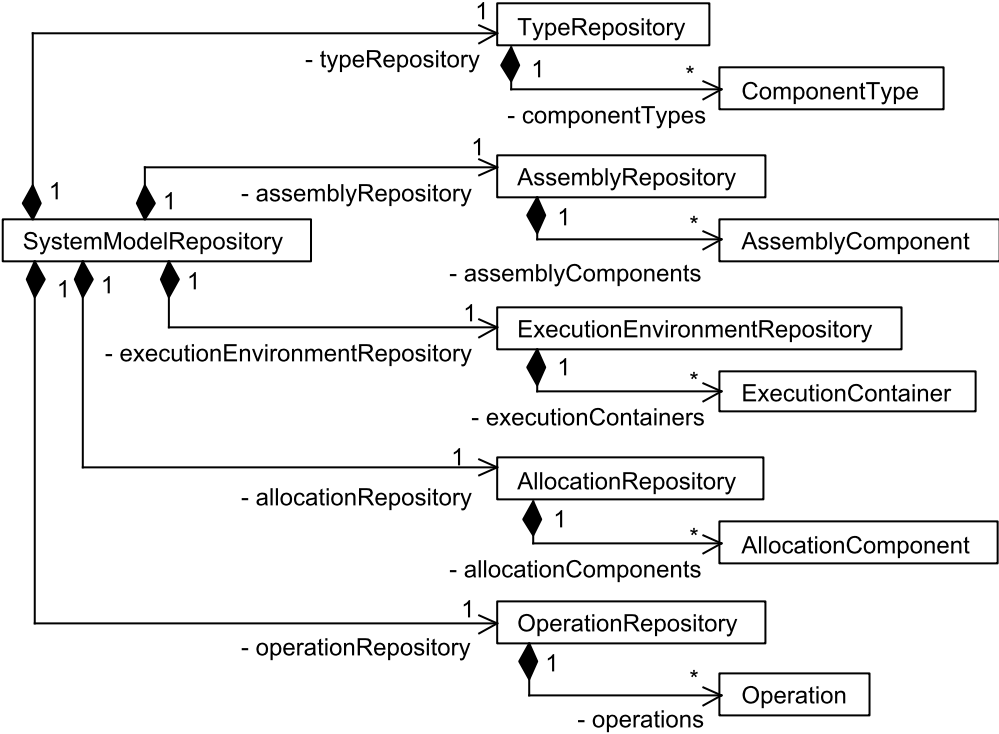 1
TypeRepository
- typeRepository
1
*
ComponentType
- componentTypes
1
1
1
AssemblyRepository
- assemblyRepository
1
*
SystemModelRepository
AssemblyComponent
- assemblyComponents
1
1
1
1
ExecutionEnvironmentRepository
- executionEnvironmentRepository
1
*
ExecutionContainer
- executionContainers
1
AllocationRepository
- allocationRepository
1
*
AllocationComponent
- allocationComponents
1
OperationRepository
- operationRepository
1
*
Operation
- operations